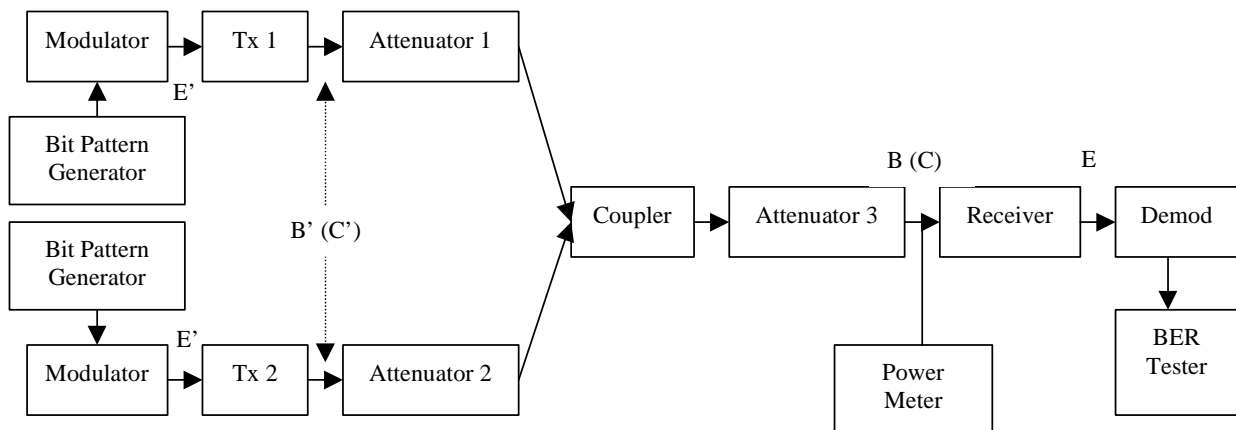 Modulator
Tx 1
Attenuator 1
E’
Bit Pattern
Generator
B (C)
E
Coupler
Attenuator 3
Receiver
Demod
B’ (C’)
Bit Pattern
Generator
E’
Modulator
Tx 2
Attenuator 2
Power
Meter
BER
Tester